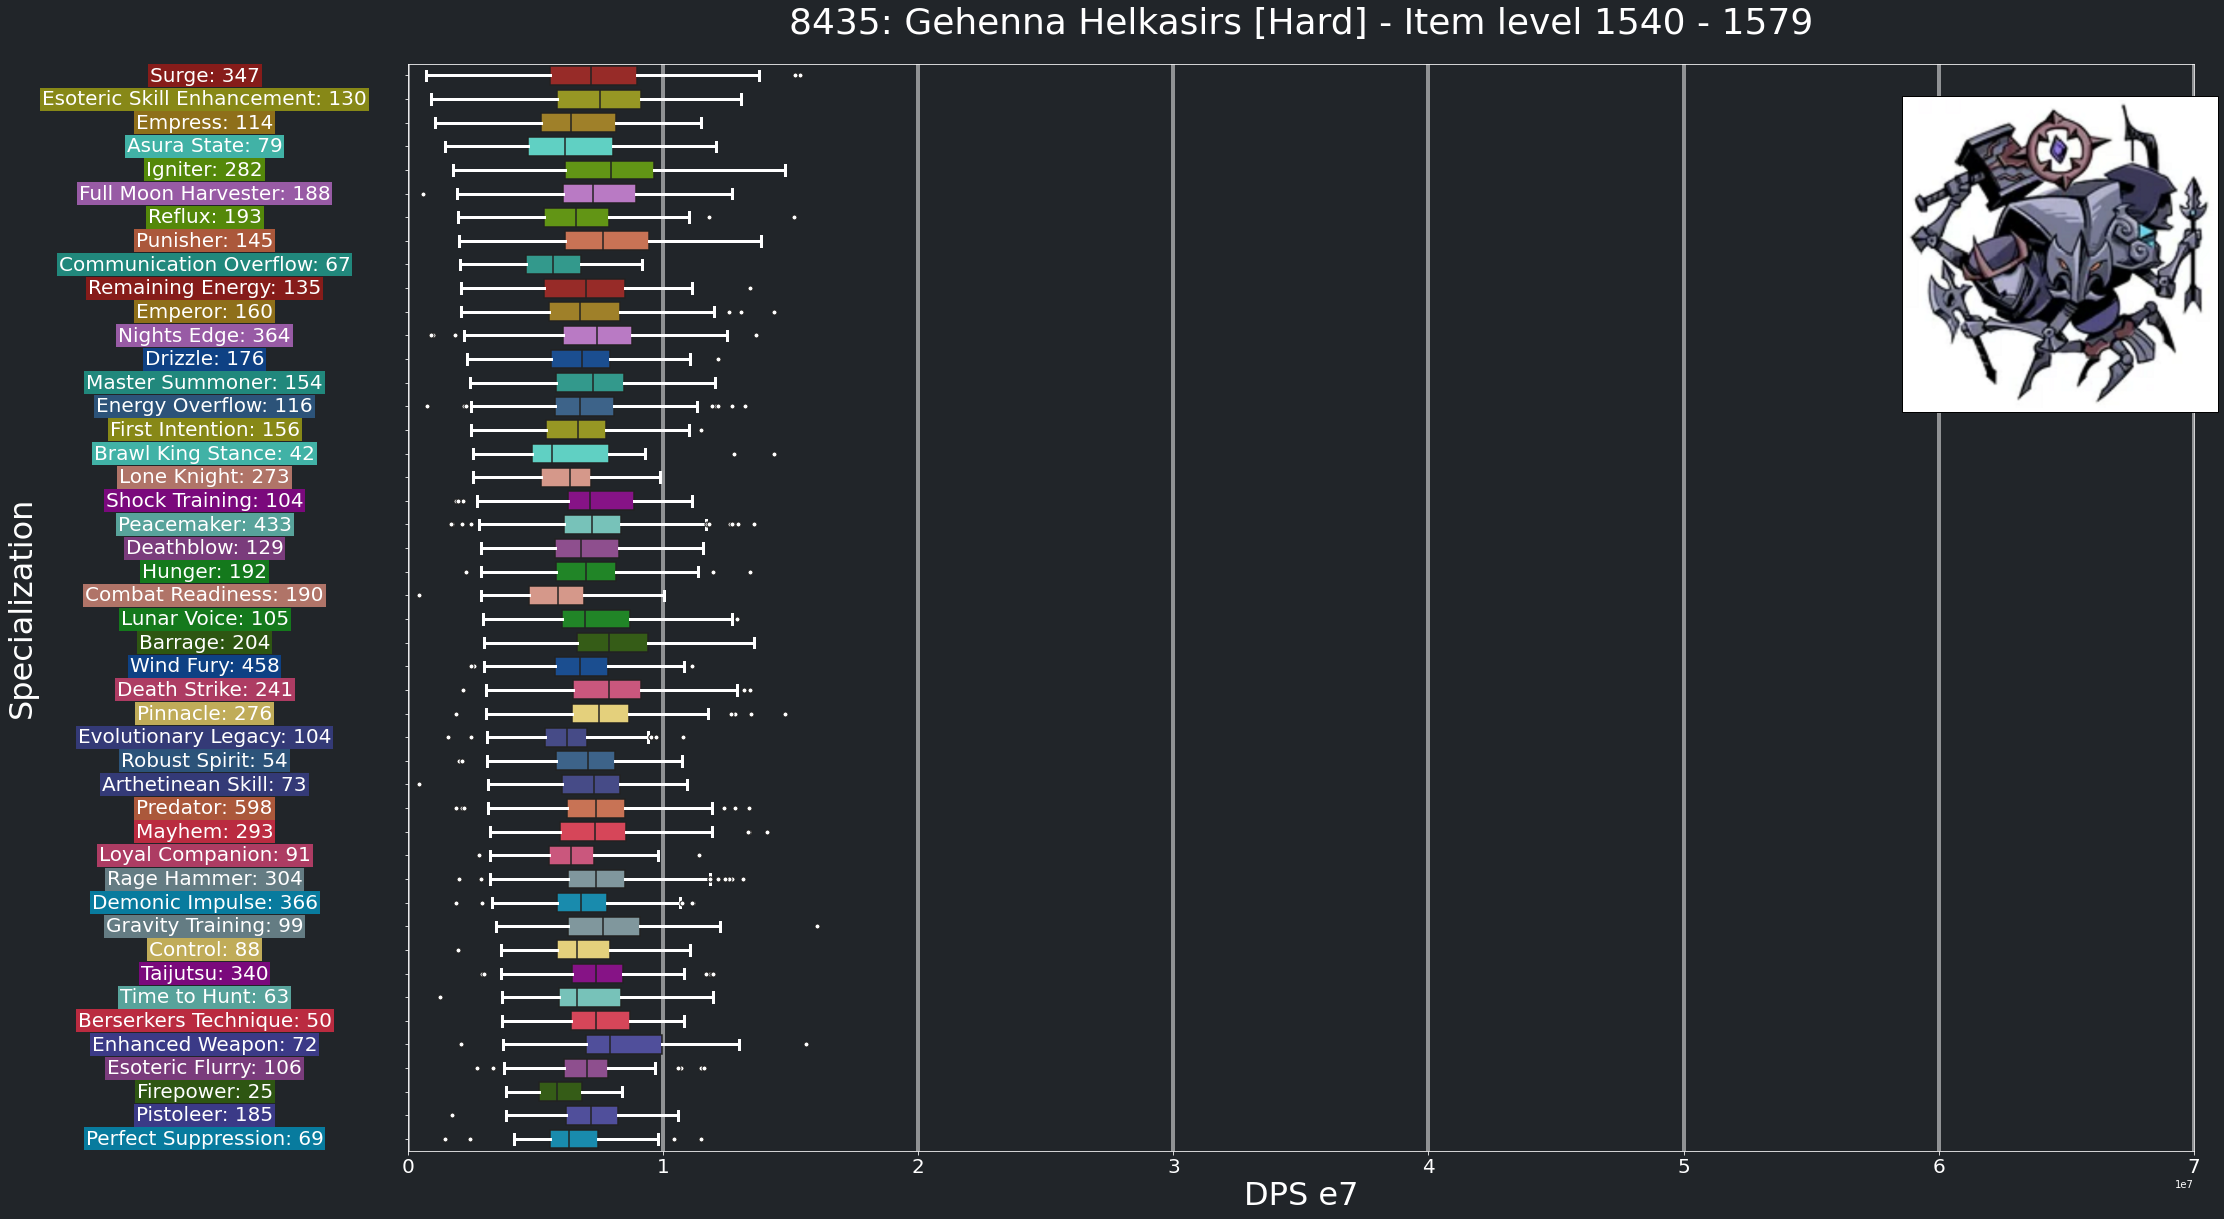 8435: Gehenna Helkasirs [Hard] - Item level 1540 - 1579
Surge: 347
Esoteric Skill Enhancement: 130
Empress: 114
Asura State: 79
Igniter: 282
Full Moon Harvester: 188
Reflux: 193
Punisher: 145
Communication Overflow: 67
Remaining Energy: 135
Emperor: 160
Nights Edge: 364
Drizzle: 176
Master Summoner: 154
Energy Overflow: 116
First Intention: 156
Brawl King Stance: 42
Lone Knight: 273
Shock Training: 104
Peacemaker: 433
Deathblow: 129
Hunger: 192
Combat Readiness: 190
Lunar Voice: 105
Barrage: 204
Wind Fury: 458
Death Strike: 241
Pinnacle: 276
Evolutionary Legacy: 104
Robust Spirit: 54
Arthetinean Skill: 73
Predator: 598
Mayhem: 293
Loyal Companion: 91
Rage Hammer: 304
Demonic Impulse: 366
Gravity Training: 99
Control: 88
Taijutsu: 340
Time to Hunt: 63
Berserkers Technique: 50
Enhanced Weapon: 72
Esoteric Flurry: 106
Firepower: 25
Pistoleer: 185
Perfect Suppression: 69
Specialization
0 1 2 3 4 5 6 7
1e7
DPS e7